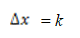 Δx = k